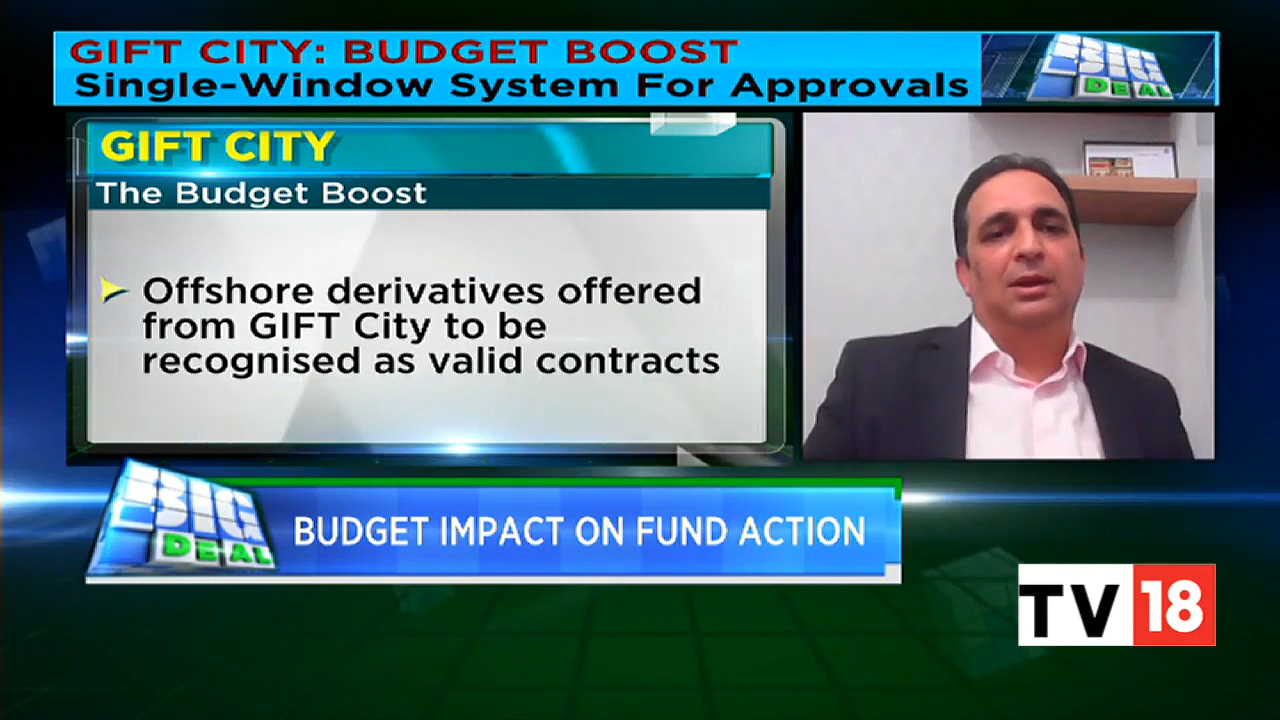 GIFT CITY: BUDGET BOOST
Single-Window System For Approvals
BIG
DEAL
GIFT CITY
The Budget Boost
Offshore derivatives offered
from GIFT City to be
recognised as valid contracts
BIG
DEAL
BUDGET IMPACT ON FUND ACTION
TV18